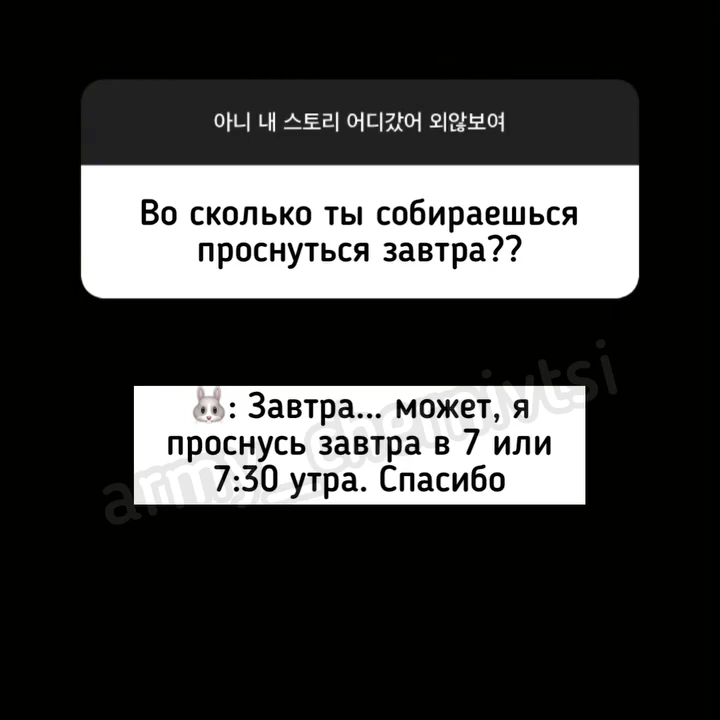 아니 내 스토리 어디갔어 외않보여
Во сколько ты собираешься
проснуться завтра??
🐰: Завтра... может, я
проснусь завтра в 7 или
7:30 утра. Спасибо